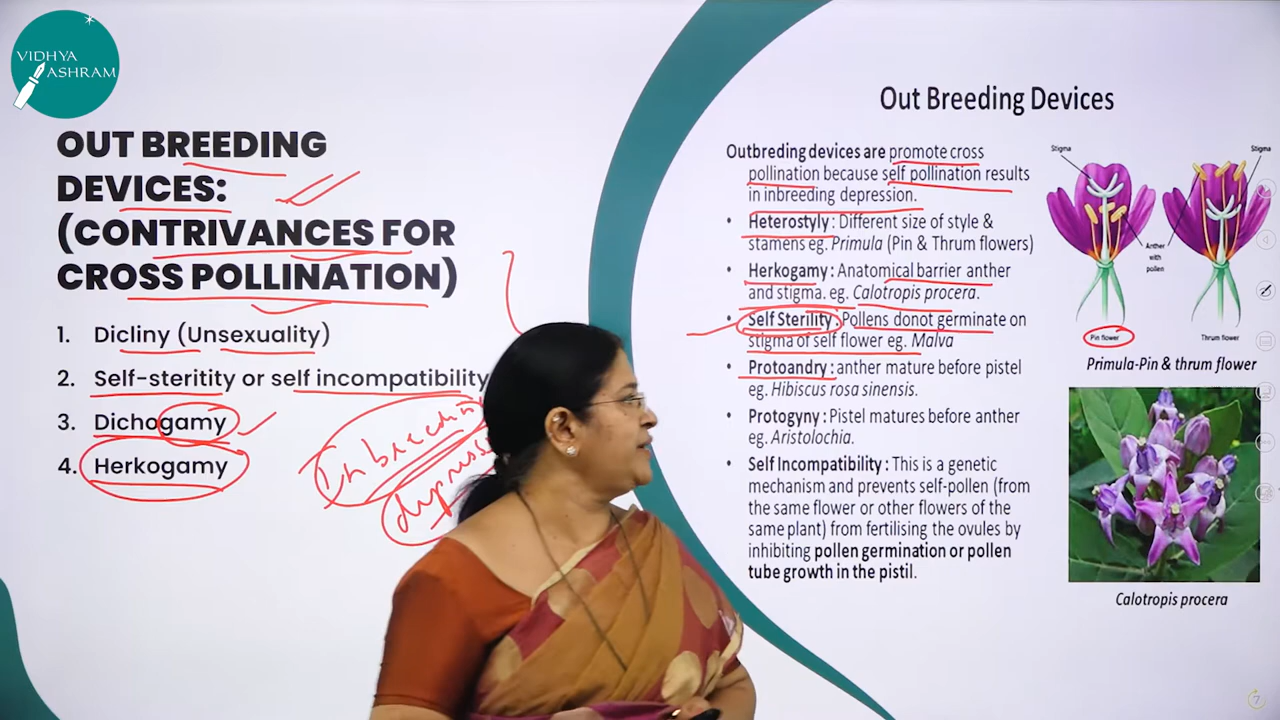 VIDHYA
ASHRAM
OUT BREEDING
DEVICES:
(CONTRIVANCES FOR
CROSS POLLINATION)
1. Dicliny (Unsexuality)
2. Self-steritity or self incompatibility
3. Dichogamy
4. Herkogamy
Inbreedin
depress
Out Breeding Devices
Outbreding devices are promote cross
pollination because self pollination results
in inbreeding depression.
• Heterostyly : Different size of style &
stamens eg. Primula (Pin & Thrum flowers)
• Herkogamy : Anatomical barrier anther
and stigma. eg. Calotropis procera.
• Self Sterility : Pollens donot germinate on
stigma of self flower eg. Malva
• Protoandry : anther mature before pistel
eg. Hibiscus rosa sinensis.
• Protogyny : Pistel matures before anther
eg. Aristolochia.
• Self Incompatibility : This is a genetic
mechanism and prevents self-pollen (from
the same flower or other flowers of the
same plant) from fertilising the ovules by
inhibiting pollen germination or pollen
tube growth in the pistil.
Stigma
Stigma
Anther
with
pollen
Pin flower
Thrum flower
Primula-Pin & thrum flower
Calotropis procera
7